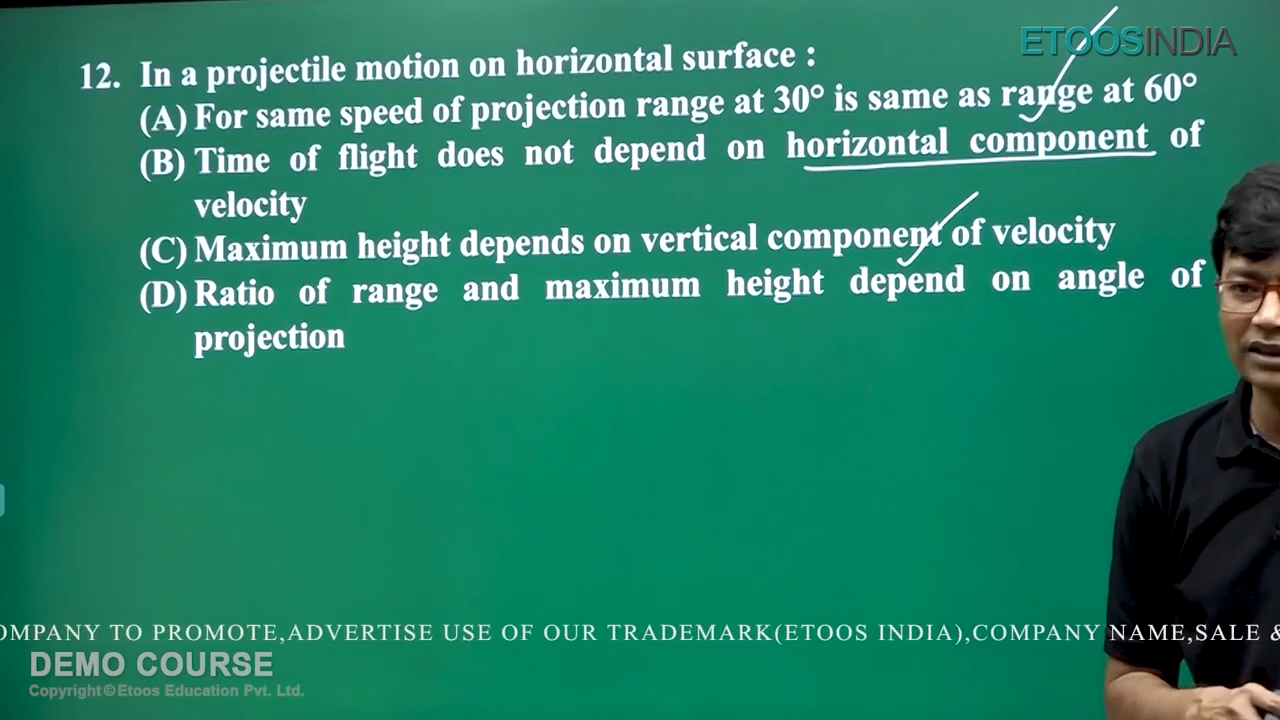 ETOOSINDIA
12. In a projectile motion on horizontal surface :
(A) For same speed of projection range at 30° is same as range at 60°
(B) Time of flight does not depend on horizontal component of
velocity
(C) Maximum height depends on vertical component of velocity
(D) Ratio of range and maximum height depend on angle of
projection
OMPANY TO PROMOTE,ADVERTISE USE OF OUR TRADEMARK(ETOOS INDIA),COMPANY NAME,SALE &
DEMO COURSE
Copyright©Etoos Education Pvt. Ltd.